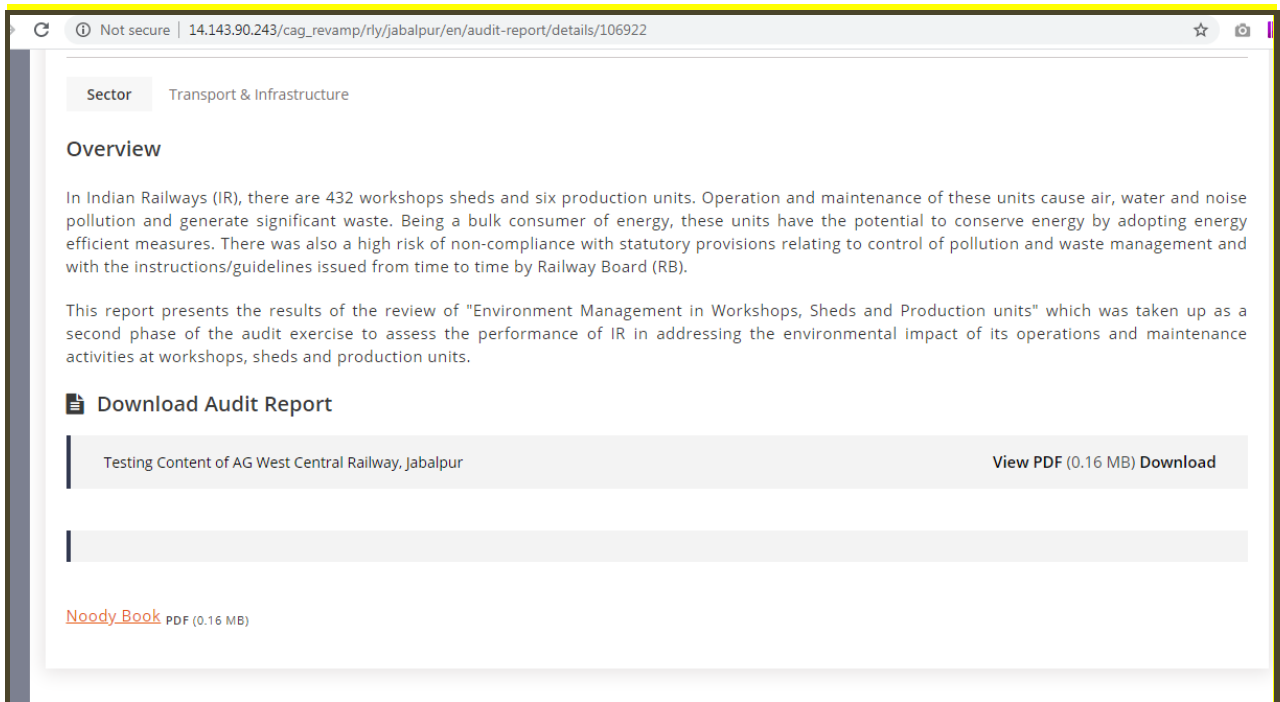 Not secure | 14.143.90.243/cag_revamp/rly/jabalpur/en/audit-report/details/106922
Sector Transport & Infrastructure
Overview
In Indian Railways (IR), there are 432 workshops sheds and six production units. Operation and maintenance of these units cause air, water and noise
pollution and generate significant waste. Being a bulk consumer of energy, these units have the potential to conserve energy by adopting energy
efficient measures. There was also a high risk of non-compliance with statutory provisions relating to control of pollution and waste management and
with the instructions/guidelines issued from time to time by Railway Board (RB).
This report presents the results of the review of "Environment Management in Workshops, Sheds and Production units" which was taken up as a
second phase of the audit exercise to assess the performance of IR in addressing the environmental impact of its operations and maintenance
activities at workshops, sheds and production units.
Download Audit Report
Testing Content of AG West Central Railway, Jabalpur View PDF (0.16 MB) Download
Noody Book PDF (0.16 MB)